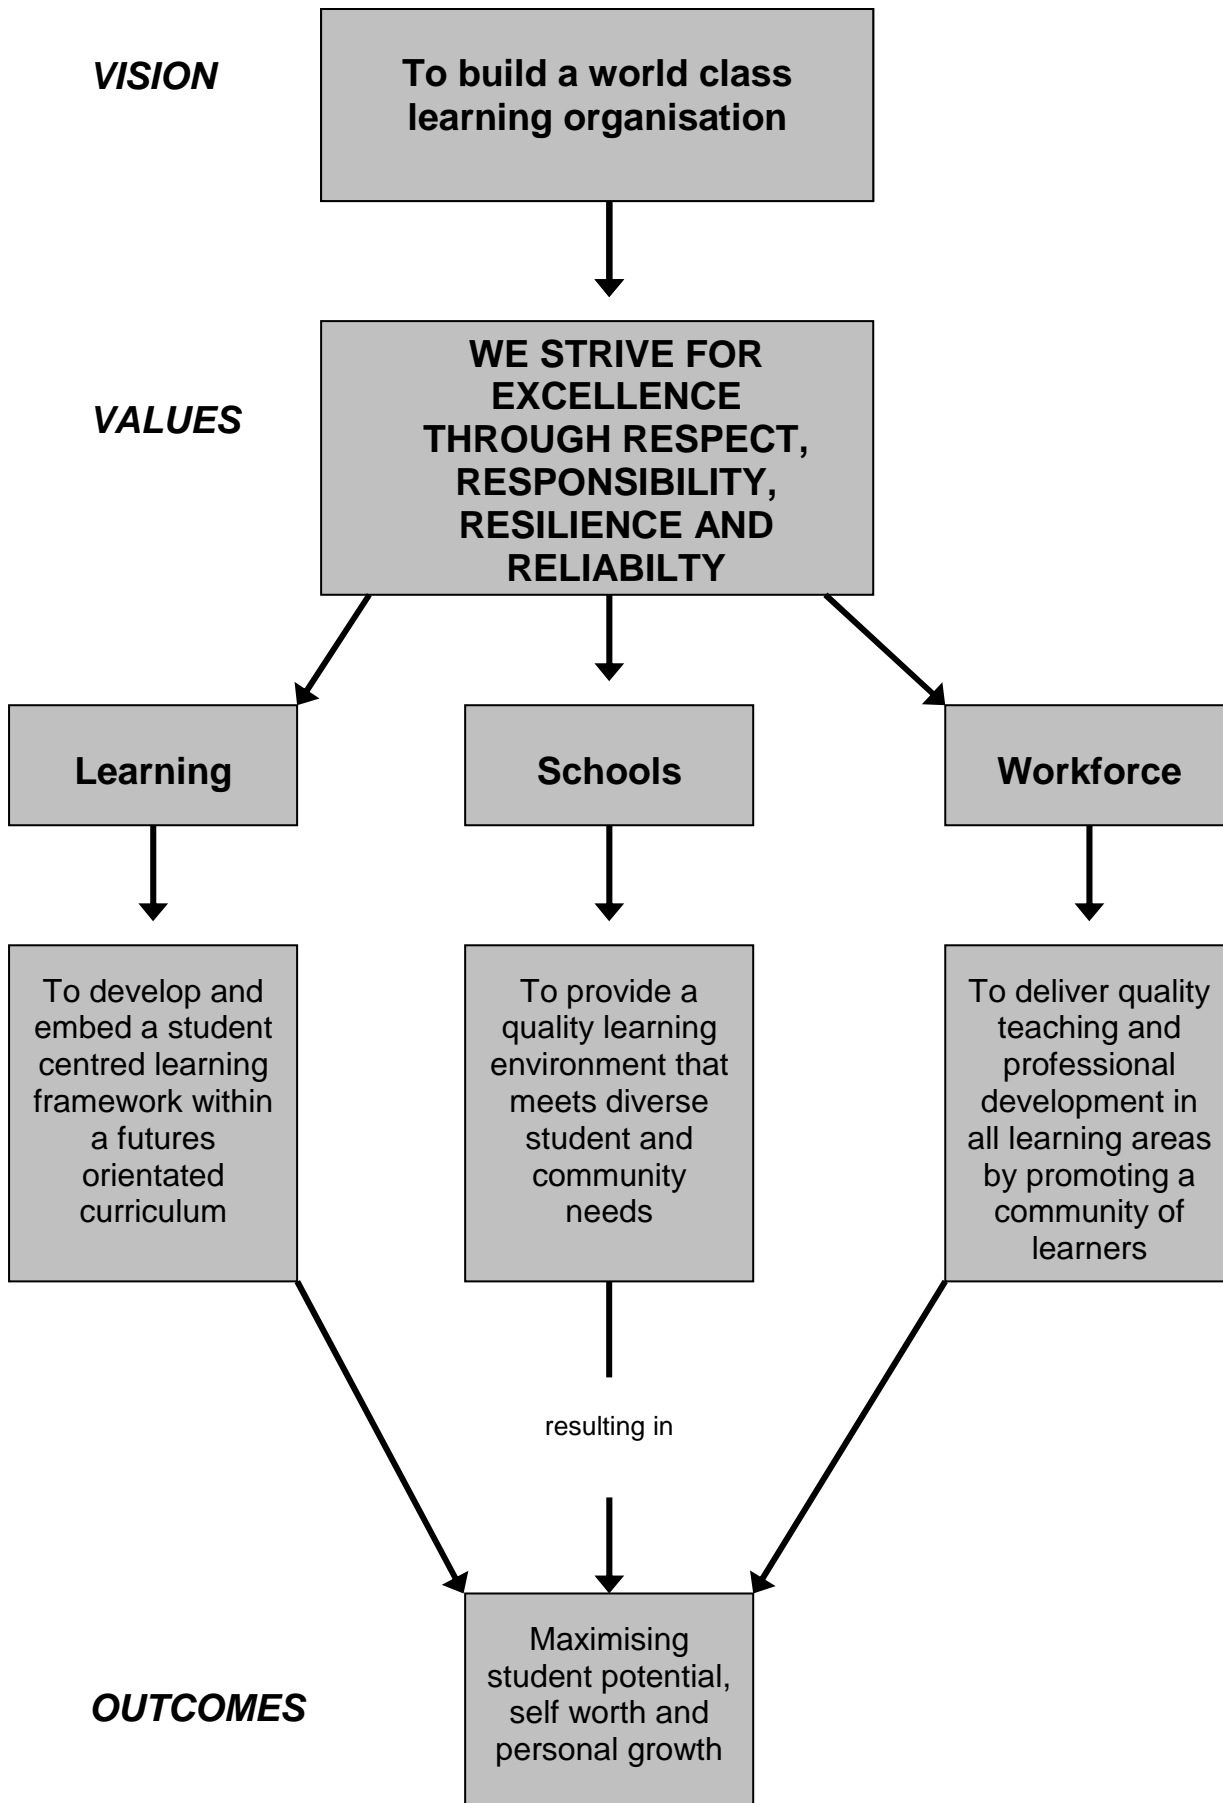 VISION
To build a world class
learning organisation
VALUES
WE STRIVE FOR
EXCELLENCE
THROUGH RESPECT,
RESPONSIBILITY,
RESILIENCE AND
RELIABILTY
Learning
Schools
Workforce
To develop and
embed a student
centred learning
framework within
a futures
orientated
curriculum
To provide a
quality learning
environment that
meets diverse
student and
community
needs
To deliver quality
teaching and
professional
development in
all learning areas
by promoting a
community of
learners
resulting in
OUTCOMES
Maximising
student potential,
self worth and
personal growth